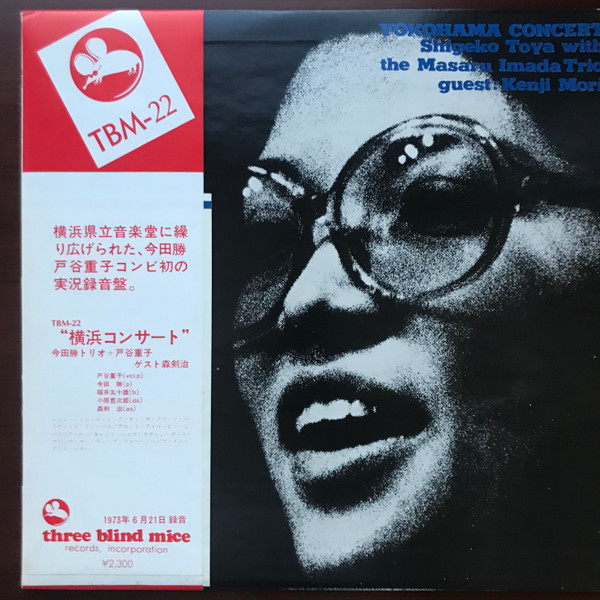 TBM-22
横浜県立音楽堂に繰
り広げられた、今田勝
戸谷重子コンビ初の
実況録音盤。
TBM-22
“横浜コンサート”
今田勝トリオ+戸谷重子
ゲスト森剣治
戸谷重子(vcl,p)
今田 勝(p)
福井五十雄(b)
小原哲次郎(ds)
森剣 治(as)
1973年6月21日 録音
three blind mice
records, incorporation
¥2,300
YOKOHAMA CONCERT
Shigeko Toya with
the Masaru Imada Trio
guest: Kenji Mori